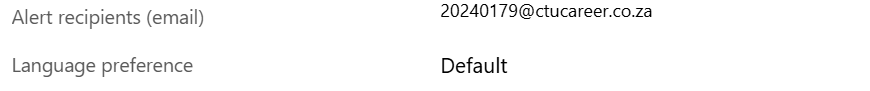 Alert recipients (email) 20240179@ctucareer.co.za
Language preference Default